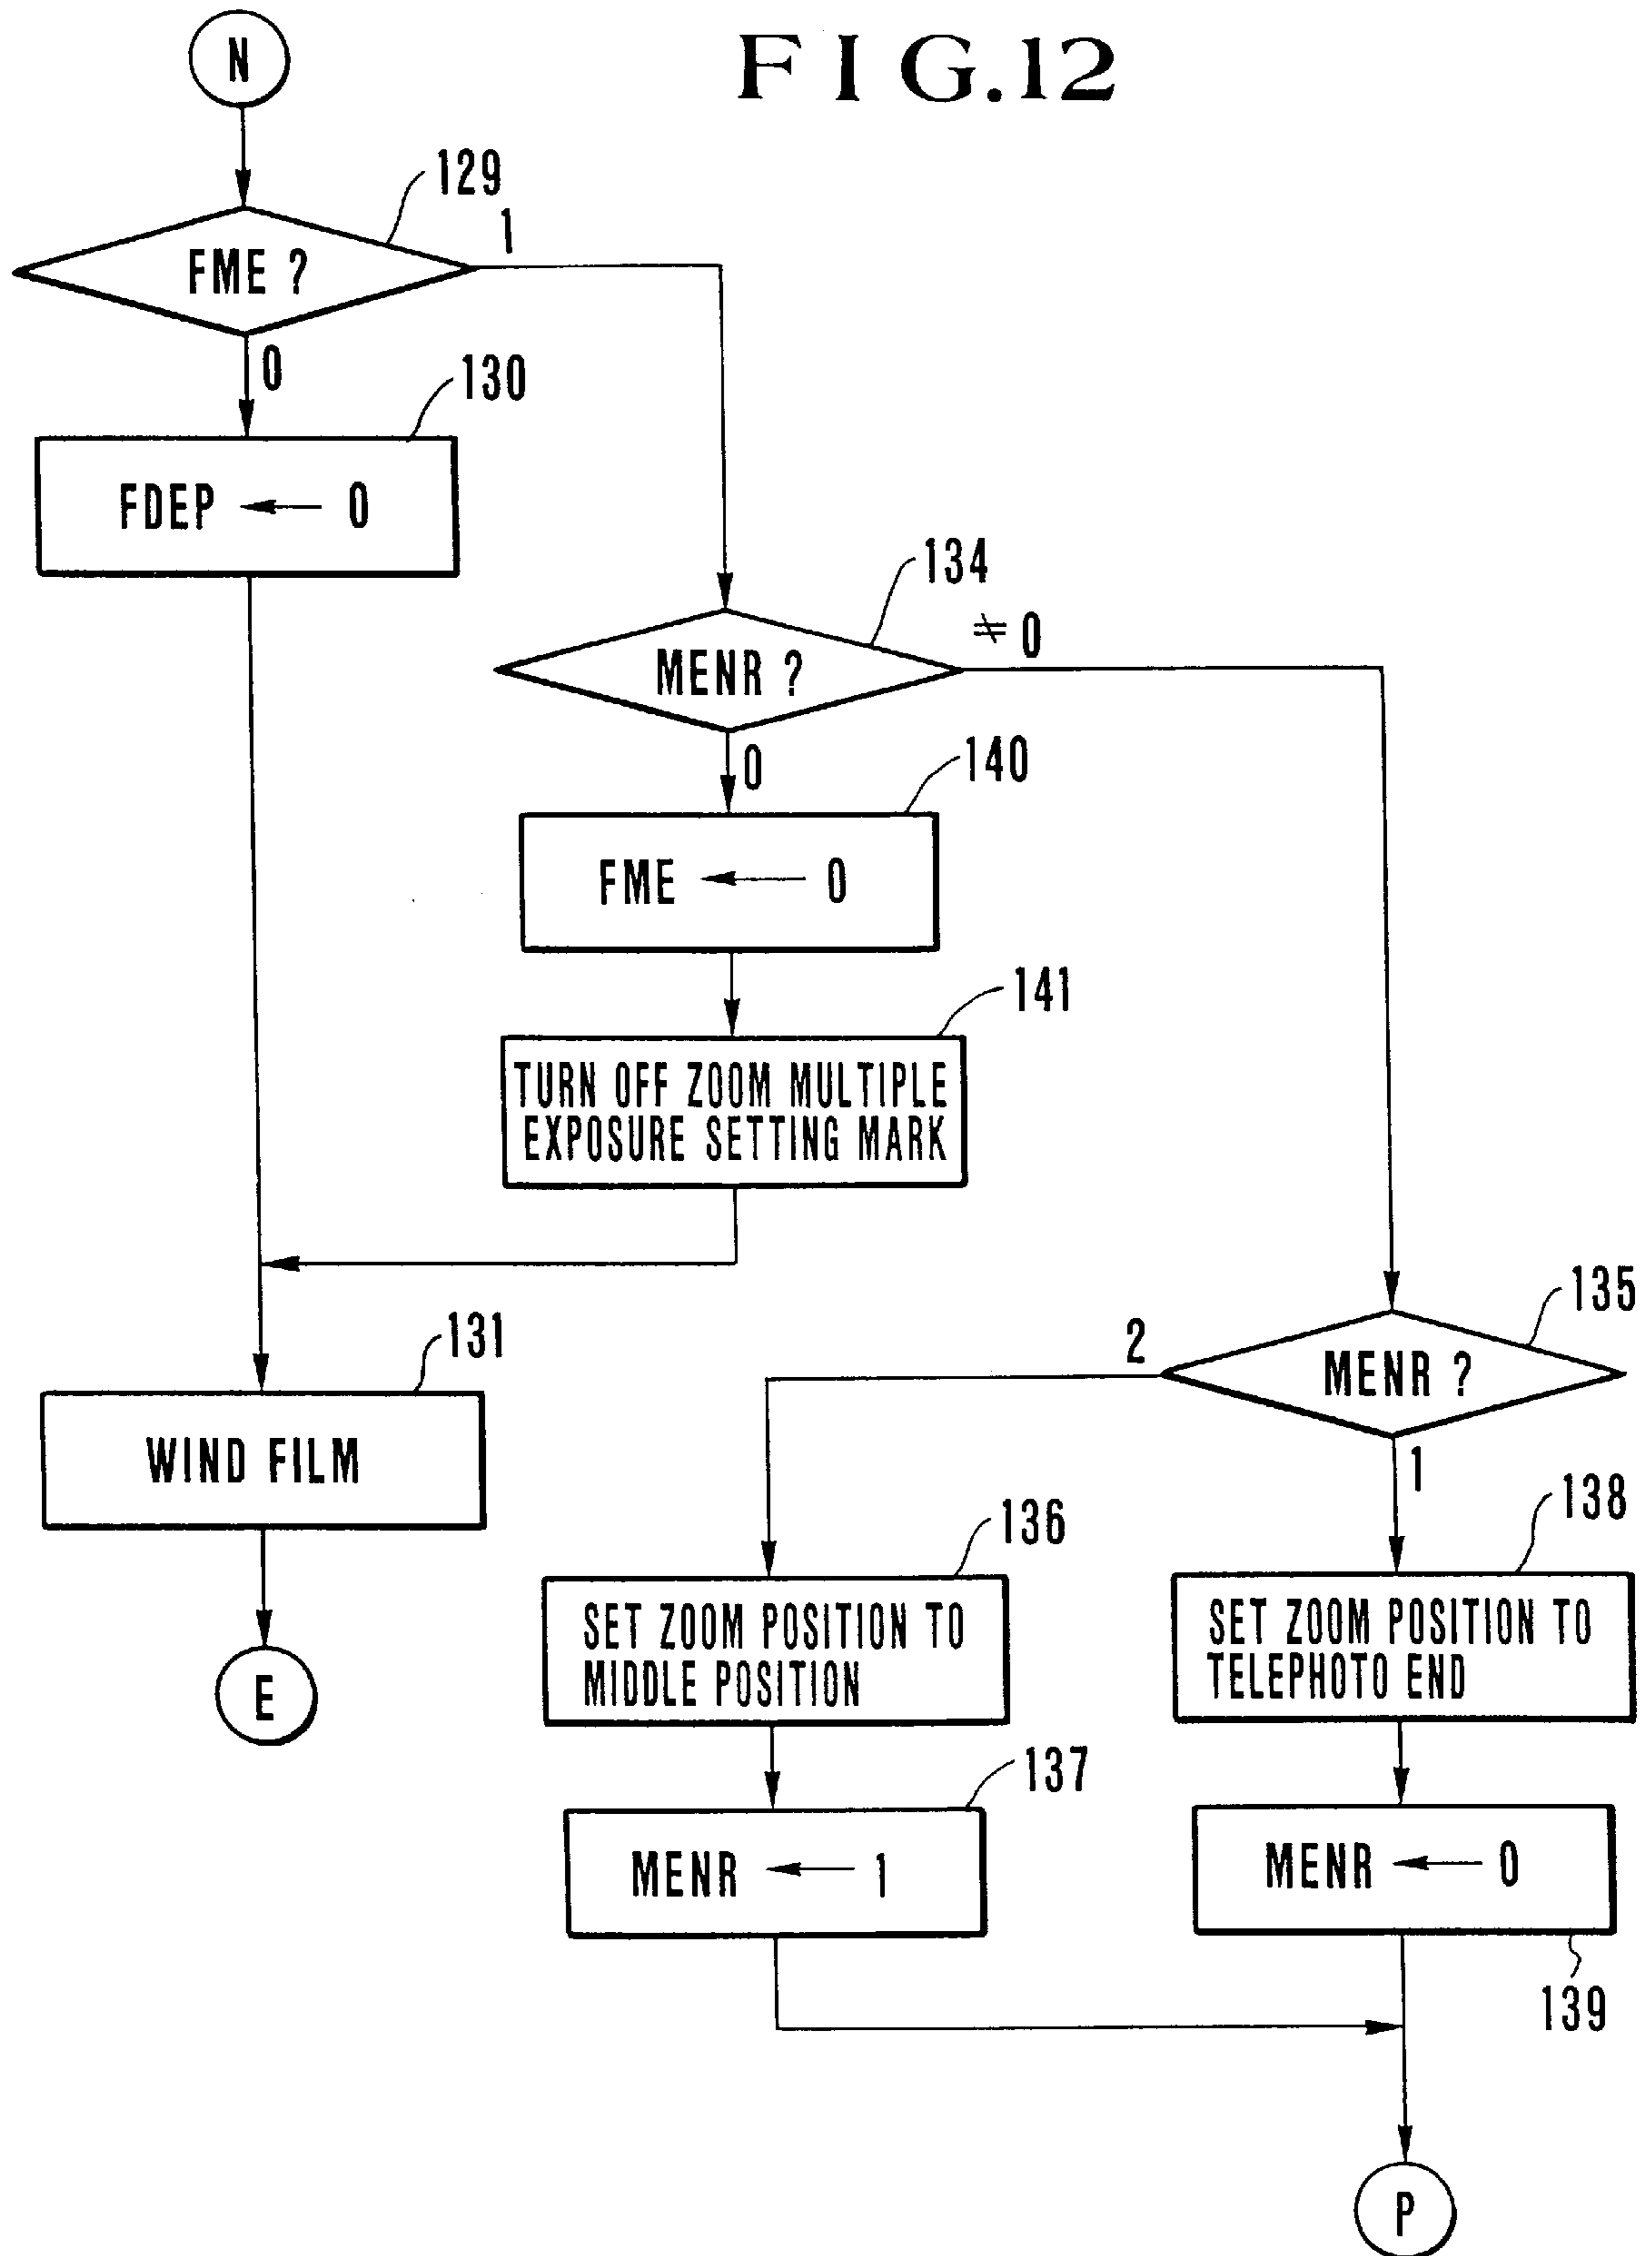 FIG.12
N
129
FME ?
1
0
130
FDEP ← 0
134
MENR ?
≠ 0
0
140
FME ← 0
141
TURN OFF ZOOM MULTIPLE
EXPOSURE SETTING MARK
131
WIND FILM
E
135
MENR ?
2
1
136
SET ZOOM POSITION TO
MIDDLE POSITION
137
MENR ← 1
138
SET ZOOM POSITION TO
TELEPHOTO END
MENR ← 0
139
P